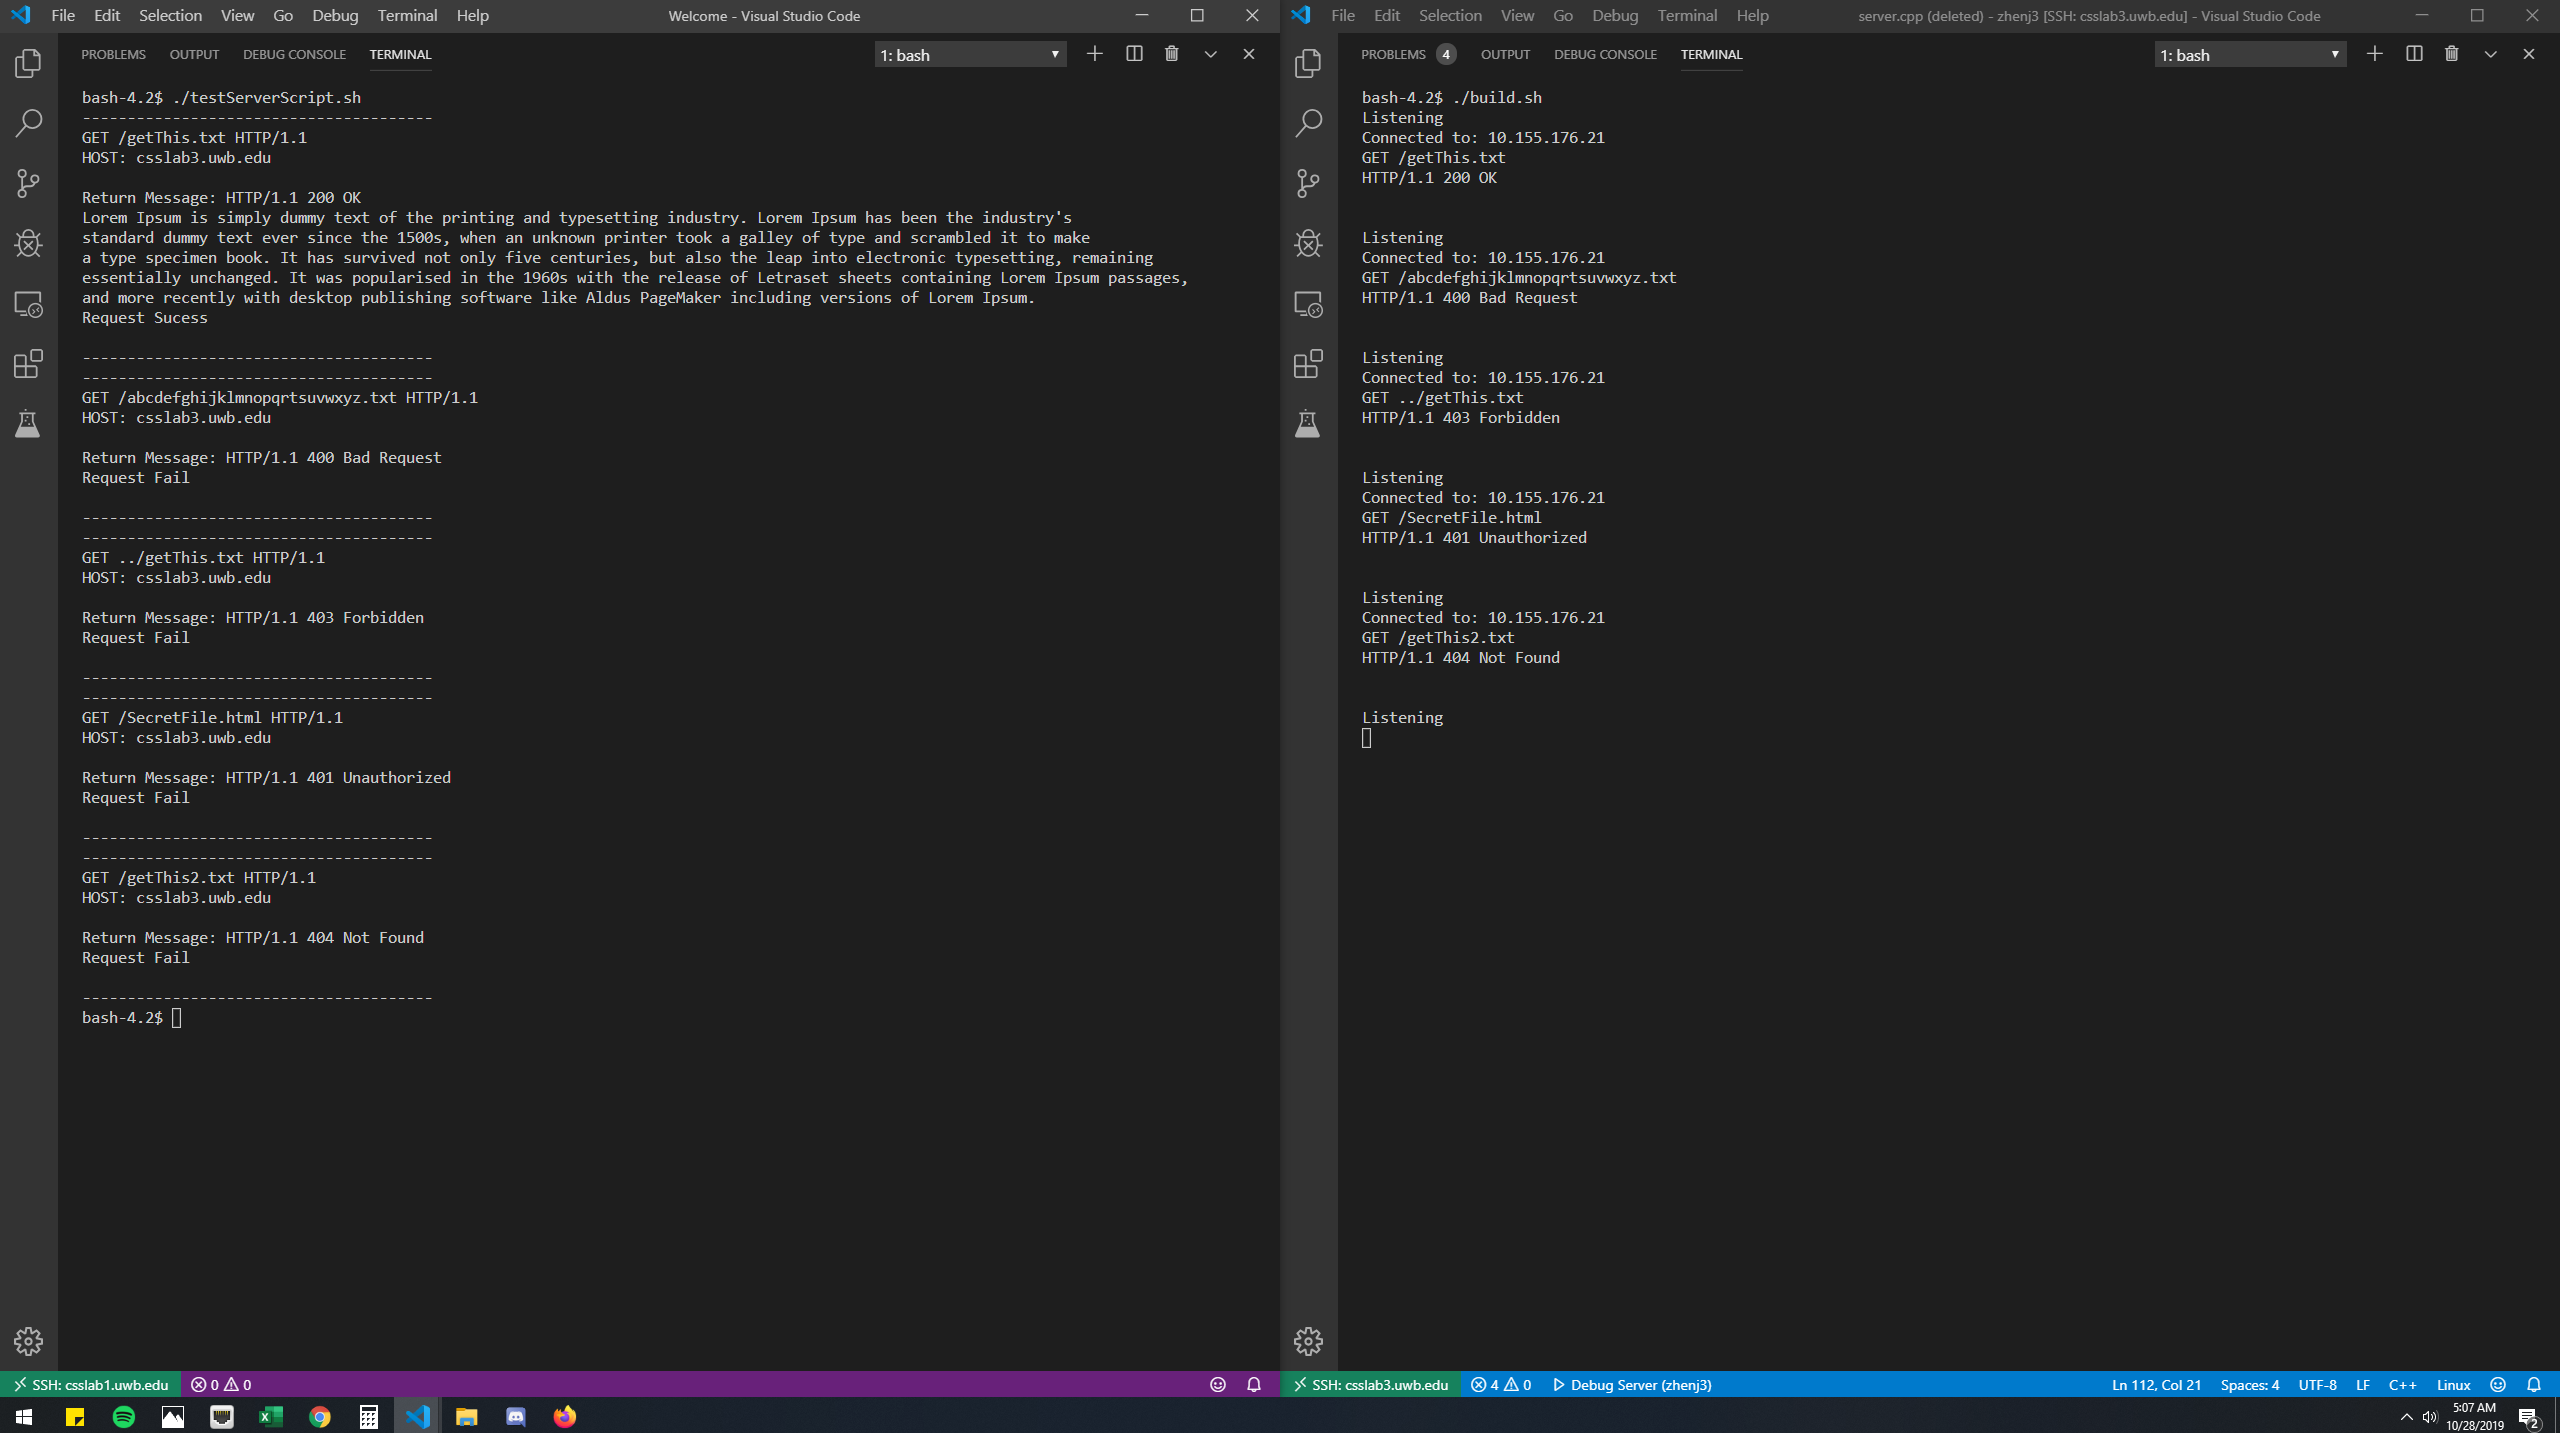 File Edit Selection View Go Debug Terminal Help Welcome - Visual Studio Code
PROBLEMS OUTPUT DEBUG CONSOLE TERMINAL 1: bash
bash-4.2$ ./testServerScript.sh
---------------------------------------
GET /getThis.txt HTTP/1.1
HOST: csslab3.uwb.edu
Return Message: HTTP/1.1 200 OK
Lorem Ipsum is simply dummy text of the printing and typesetting industry. Lorem Ipsum has been the industry's
standard dummy text ever since the 1500s, when an unknown printer took a galley of type and scrambled it to make
a type specimen book. It has survived not only five centuries, but also the leap into electronic typesetting, remaining
essentially unchanged. It was popularised in the 1960s with the release of Letraset sheets containing Lorem Ipsum passages,
and more recently with desktop publishing software like Aldus PageMaker including versions of Lorem Ipsum.
Request Sucess
---------------------------------------
---------------------------------------
GET /abcdefghijklmnopqrtsuvwxyz.txt HTTP/1.1
HOST: csslab3.uwb.edu
Return Message: HTTP/1.1 400 Bad Request
Request Fail
---------------------------------------
---------------------------------------
GET ../getThis.txt HTTP/1.1
HOST: csslab3.uwb.edu
Return Message: HTTP/1.1 403 Forbidden
Request Fail
---------------------------------------
---------------------------------------
GET /SecretFile.html HTTP/1.1
HOST: csslab3.uwb.edu
Return Message: HTTP/1.1 401 Unauthorized
Request Fail
---------------------------------------
---------------------------------------
GET /getThis2.txt HTTP/1.1
HOST: csslab3.uwb.edu
Return Message: HTTP/1.1 404 Not Found
Request Fail
---------------------------------------
bash-4.2$
SSH: csslab1.uwb.edu 0 0
File Edit Selection View Go Debug Terminal Help server.cpp (deleted) - zhenj3 [SSH: csslab3.uwb.edu] - Visual Studio Code
PROBLEMS 4 OUTPUT DEBUG CONSOLE TERMINAL 1: bash
bash-4.2$ ./build.sh
Listening
Connected to: 10.155.176.21
GET /getThis.txt
HTTP/1.1 200 OK
Listening
Connected to: 10.155.176.21
GET /abcdefghijklmnopqrtsuvwxyz.txt
HTTP/1.1 400 Bad Request
Listening
Connected to: 10.155.176.21
GET ../getThis.txt
HTTP/1.1 403 Forbidden
Listening
Connected to: 10.155.176.21
GET /SecretFile.html
HTTP/1.1 401 Unauthorized
Listening
Connected to: 10.155.176.21
GET /getThis2.txt
HTTP/1.1 404 Not Found
Listening
SSH: csslab3.uwb.edu 4 0 Debug Server (zhenj3) Ln 112, Col 21 Spaces: 4 UTF-8 LF C++ Linux
5:07 AM
10/28/2019
2